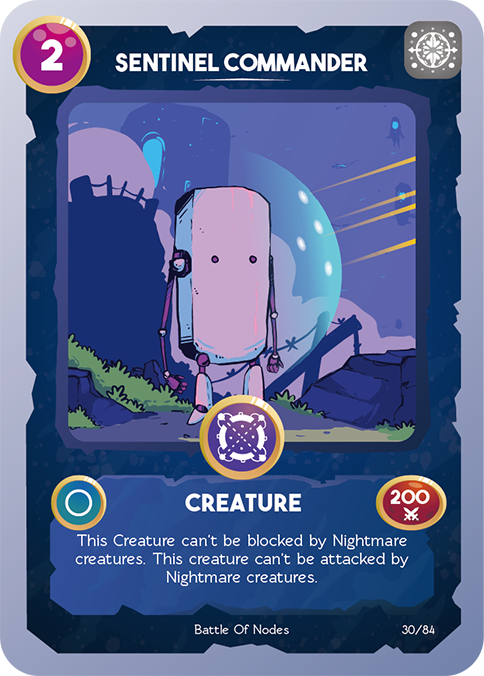 2
SENTINEL COMMANDER
CREATURE
200
This Creature can't be blocked by Nightmare
creatures. This creature can't be attacked by
Nightmare creatures.
Battle Of Nodes
30/84